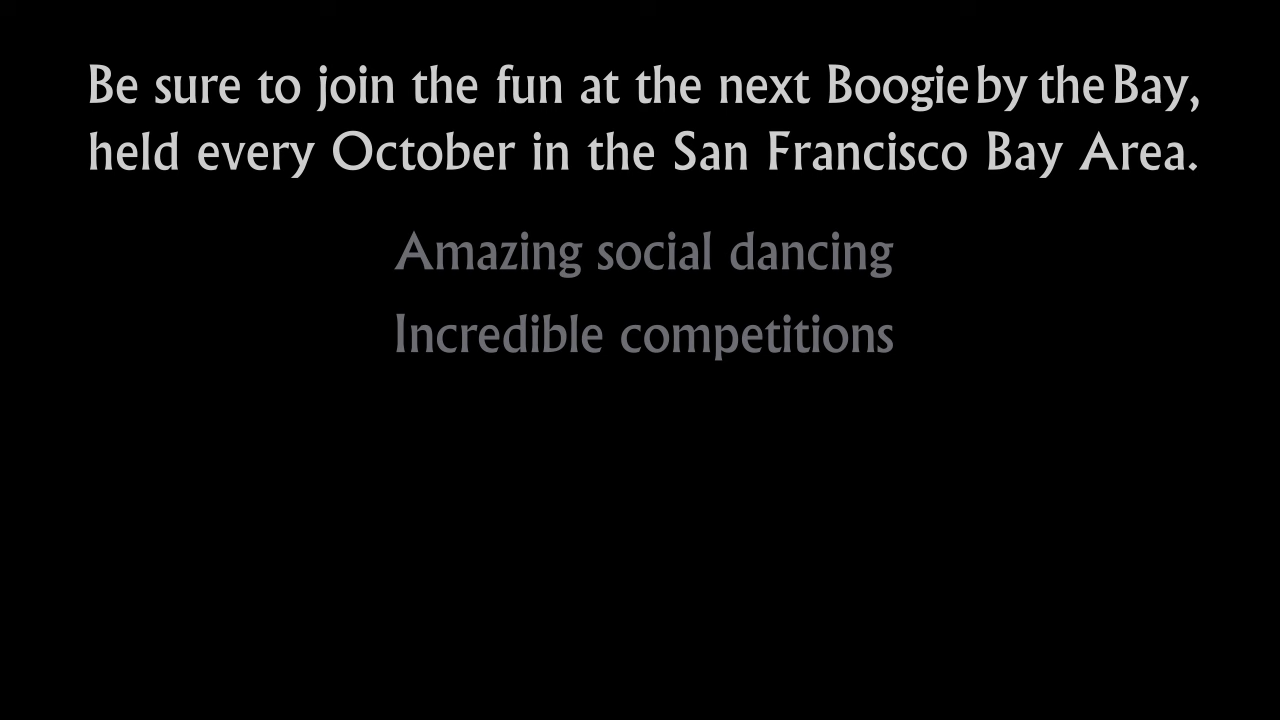 Be sure to join the fun at the next Boogie by the Bay,
held every October in the San Francisco Bay Area.
Amazing social dancing
Incredible competitions